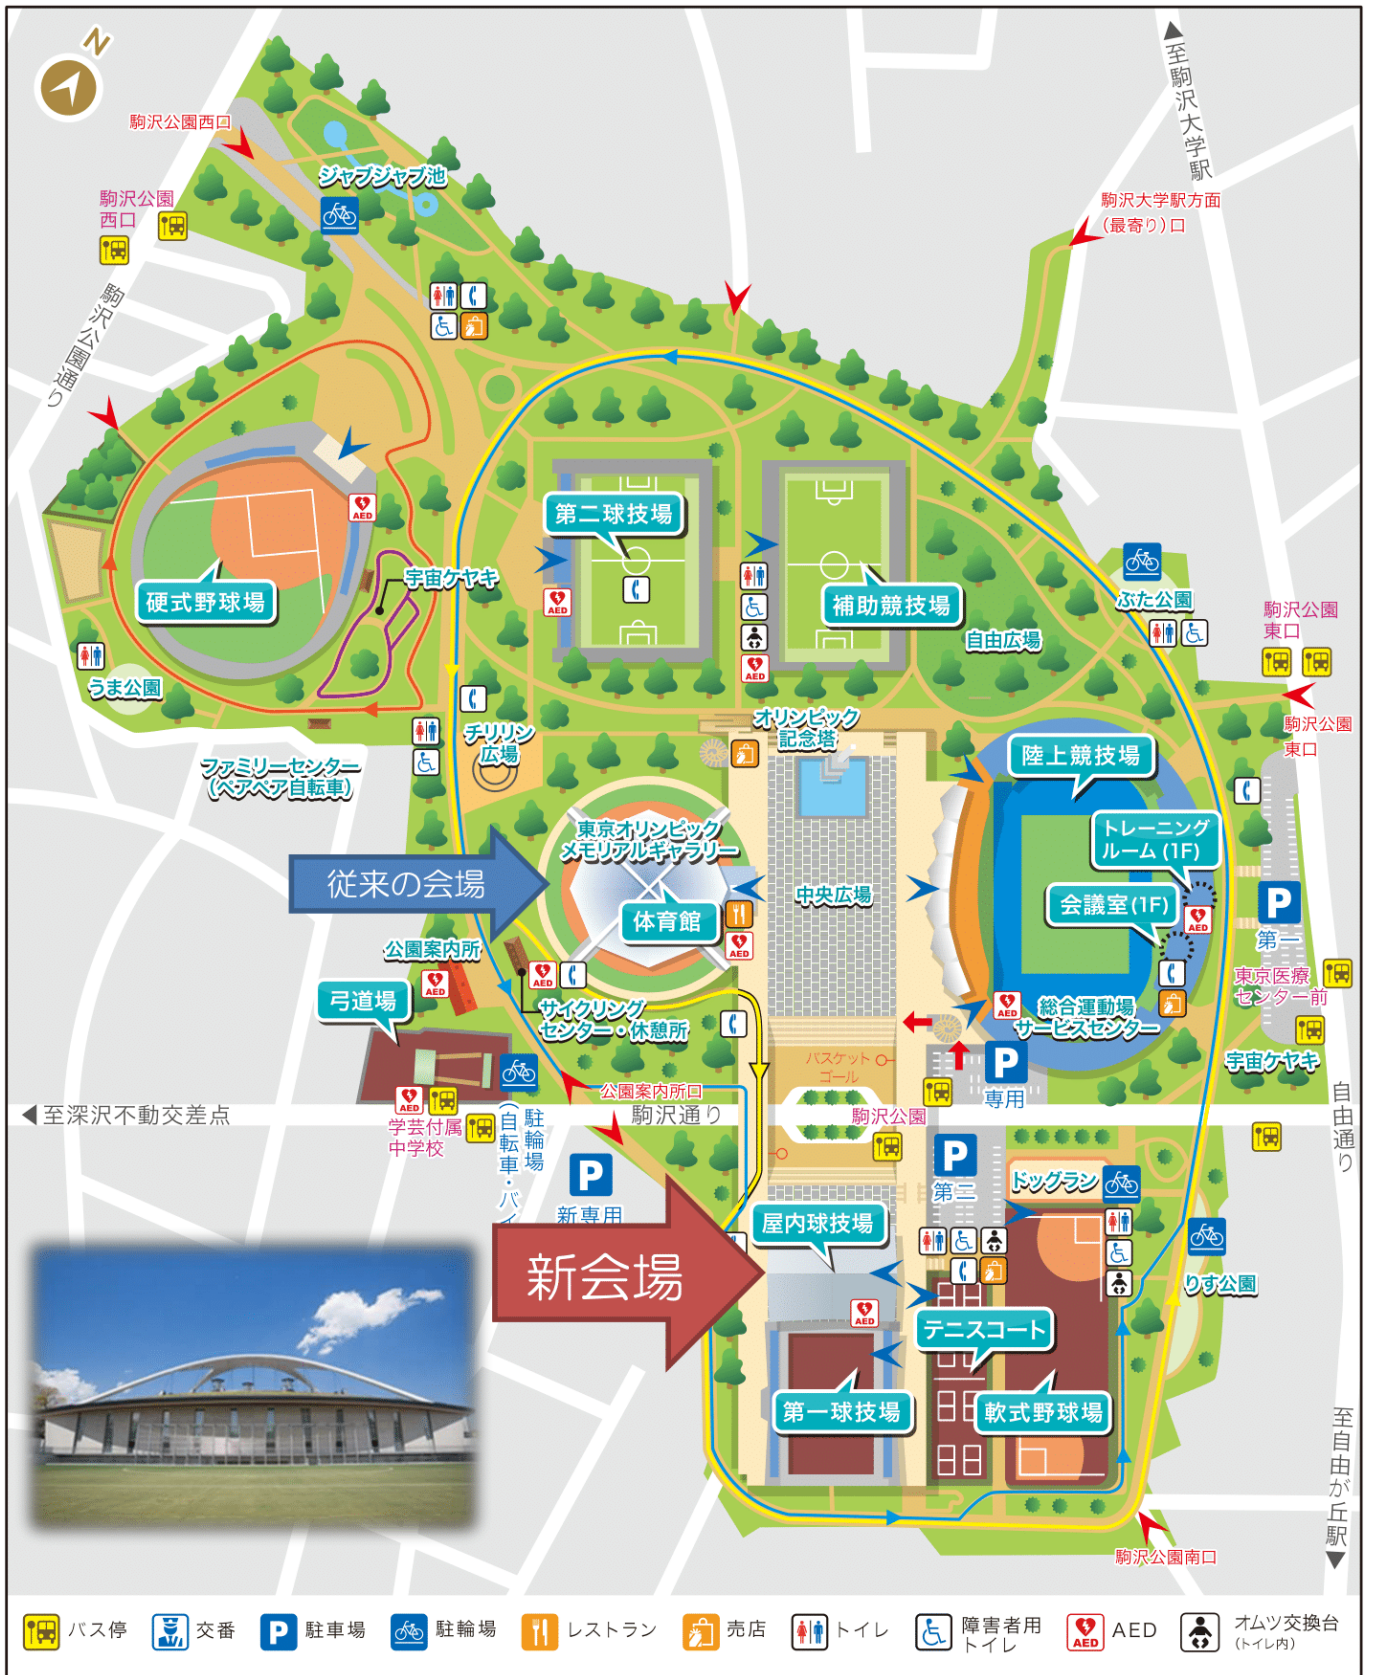 N
駒沢公園西口
ジャブジャブ池
駒沢公園
西口
駒沢公園通り
▲至駒沢大学駅
駒沢大学駅方面
(最寄り)口
第二球技場
補助競技場
硬式野球場
AED
宇宙ケヤキ
AED
AED
自由広場
ぶた公園
駒沢公園
東口
駒沢公園
東口
うま公園
チリリン
広場
オリンピック
記念塔
ファミリーセンター
(ペアペア自転車)
陸上競技場
トレーニング
ルーム(1F)
会議室(1F)
AED
東京オリンピック
メモリアルギャラリー
従来の会場
体育館
中央広場
AED
P
第一
公園案内所
AED
AED
弓道場
サイクリング
センター・休憩所
AED
総合運動場
サービスセンター
東京医療
センター前
宇宙ケヤキ
バスケット
ゴール
P
専用
公園案内所口
◀至深沢不動交差点
AED
学芸付属
中学校
駐輪場
(自転車・バイ
駒沢通り
駒沢公園
自由通り
P
新専用
P
第二
ドッグラン
屋内球技場
新会場
AED
りす公園
テニスコート
第一球技場
軟式野球場
至自由が丘駅▼
駒沢公園南口
バス停
交番
P 駐車場
駐輪場
レストラン
売店
トイレ
障害者用
トイレ
AED AED
オムツ交換台
(トイレ内)